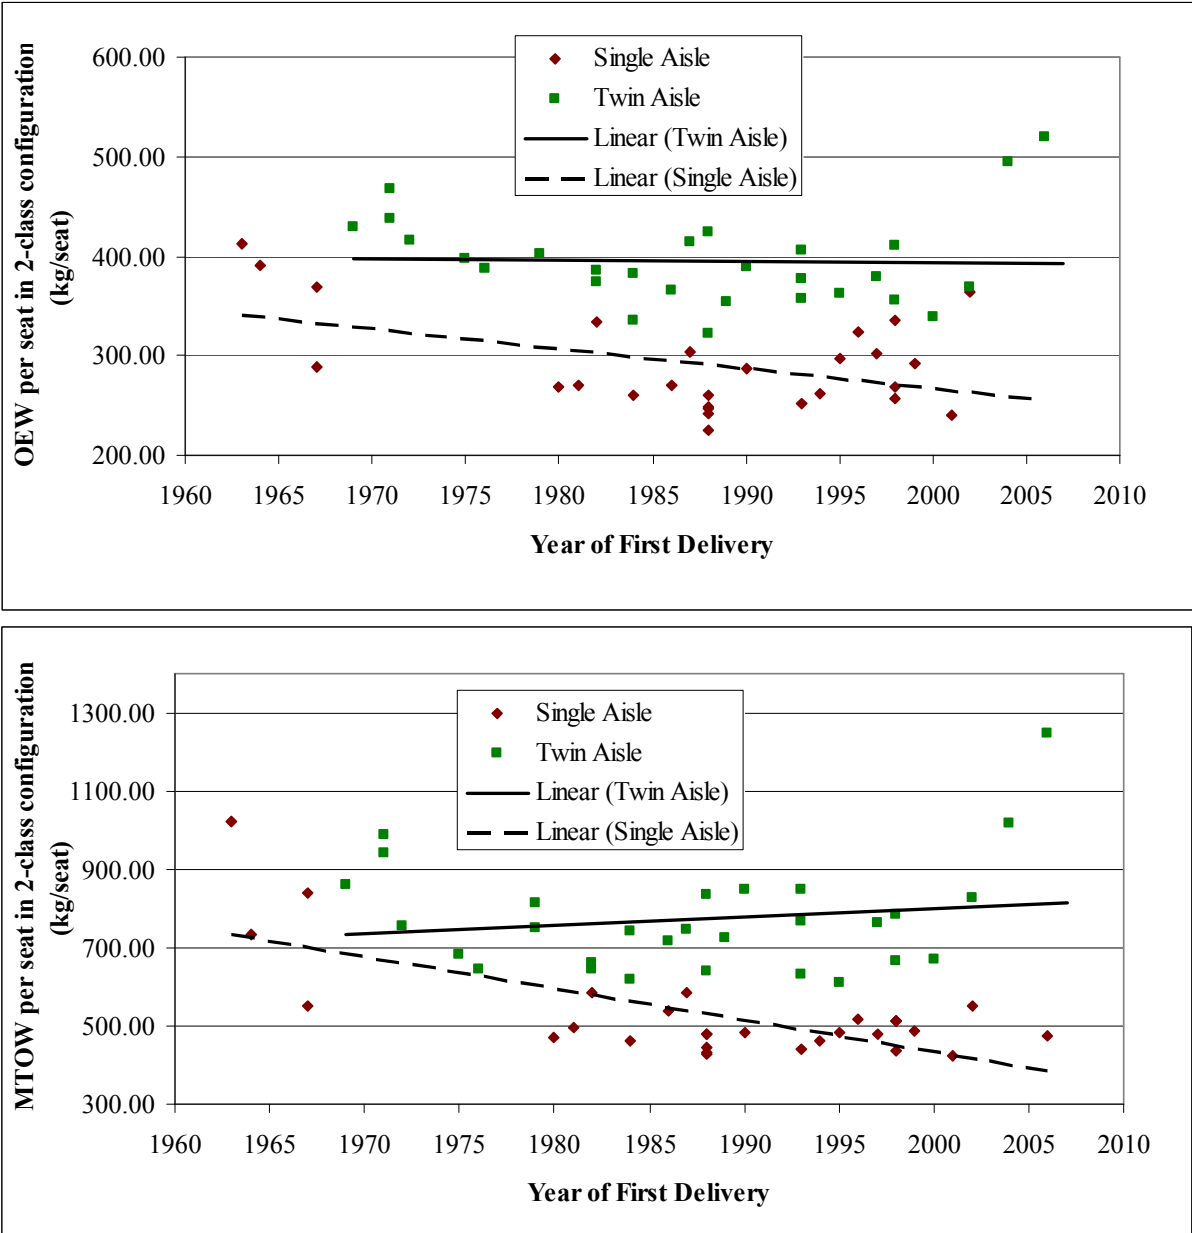 OEW per seat in 2-class configuration
(kg/seat)
600.00
500.00
400.00
300.00
200.00
Single Aisle
Twin Aisle
Linear (Twin Aisle)
Linear (Single Aisle)
1960 1965 1970 1975 1980 1985 1990 1995 2000 2005 2010
Year of First Delivery
MTOW per seat in 2-class configuration
(kg/seat)
1300.00
1100.00
900.00
700.00
500.00
300.00
Single Aisle
Twin Aisle
Linear (Twin Aisle)
Linear (Single Aisle)
1960 1965 1970 1975 1980 1985 1990 1995 2000 2005 2010
Year of First Delivery